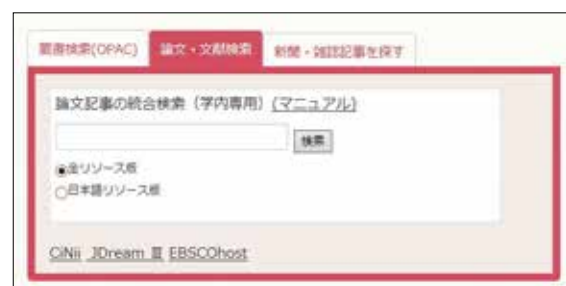 蔵書検索(OPAC)
論文・文献検索
新聞・雑誌記事を探す
論文記事の統合検索（学内専用）(マニュアル)
検索
全リソース版
日本語リソース版
CiNii JDream Ⅲ EBSCOhost